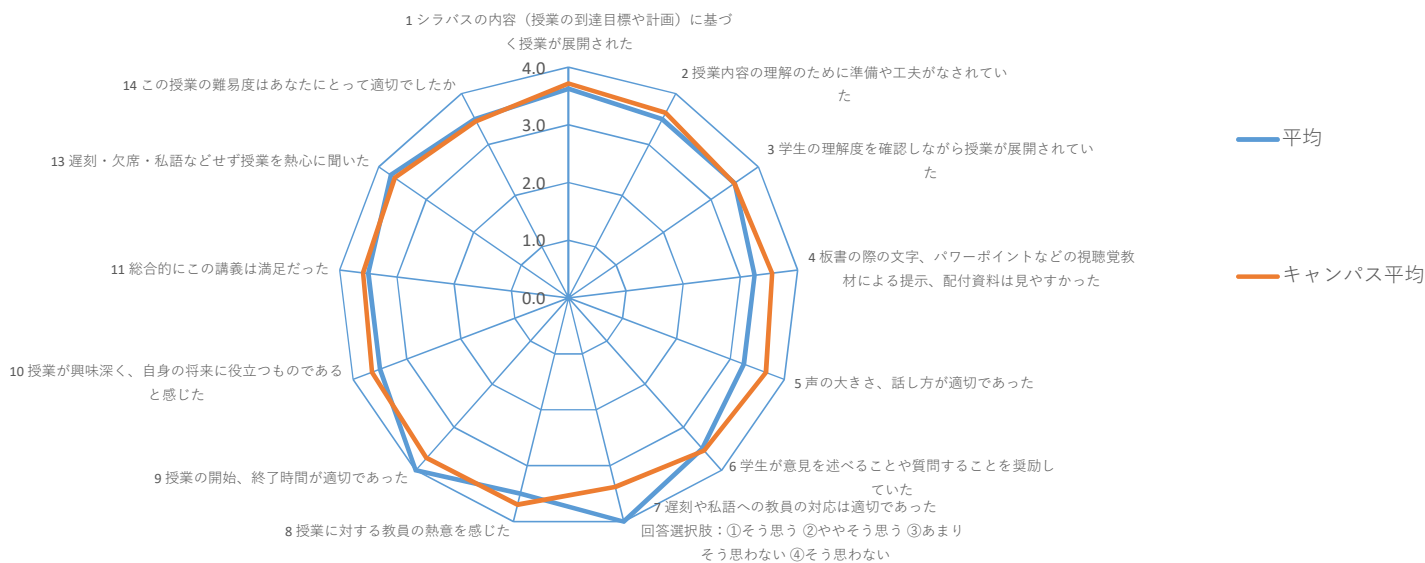 1 シラバスの内容（授業の到達目標や計画）に基づ
く授業が展開された
2 授業内容の理解のために準備や工夫がなされてい
た
3 学生の理解度を確認しながら授業が展開されてい
た
4 板書の際の文字、パワーポイントなどの視聴覚教
材による提示、配付資料は見やすかった
5 声の大きさ、話し方が適切であった
6 学生が意見を述べることや質問することを奨励し
ていた
7 遅刻や私語への教員の対応は適切であった
回答選択肢：①そう思う ②ややそう思う ③あまり
そう思わない ④そう思わない
8 授業に対する教員の熱意を感じた
9 授業の開始、終了時間が適切であった
10 授業が興味深く、自身の将来に役立つものである
と感じた
11 総合的にこの講義は満足だった
13 遅刻・欠席・私語などせず授業を熱心に聞いた
14 この授業の難易度はあなたにとって適切でしたか
4.0
3.0
2.0
1.0
0.0
平均
キャンパス平均